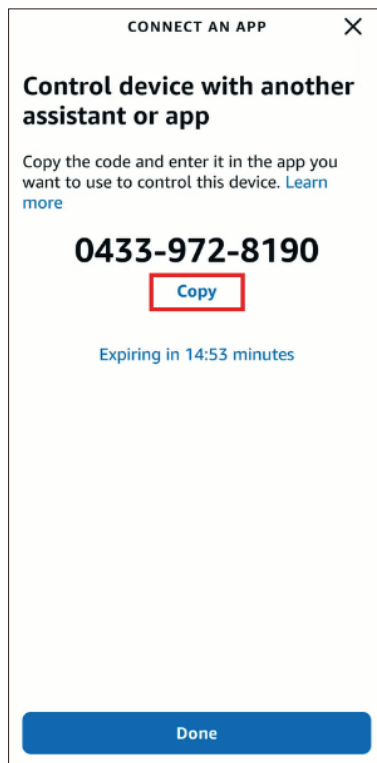 CONNECT AN APP
Control device with another
assistant or app
Copy the code and enter it in the app you
want to use to control this device. Learn
more
0433-972-8190
Copy
Expiring in 14:53 minutes
Done